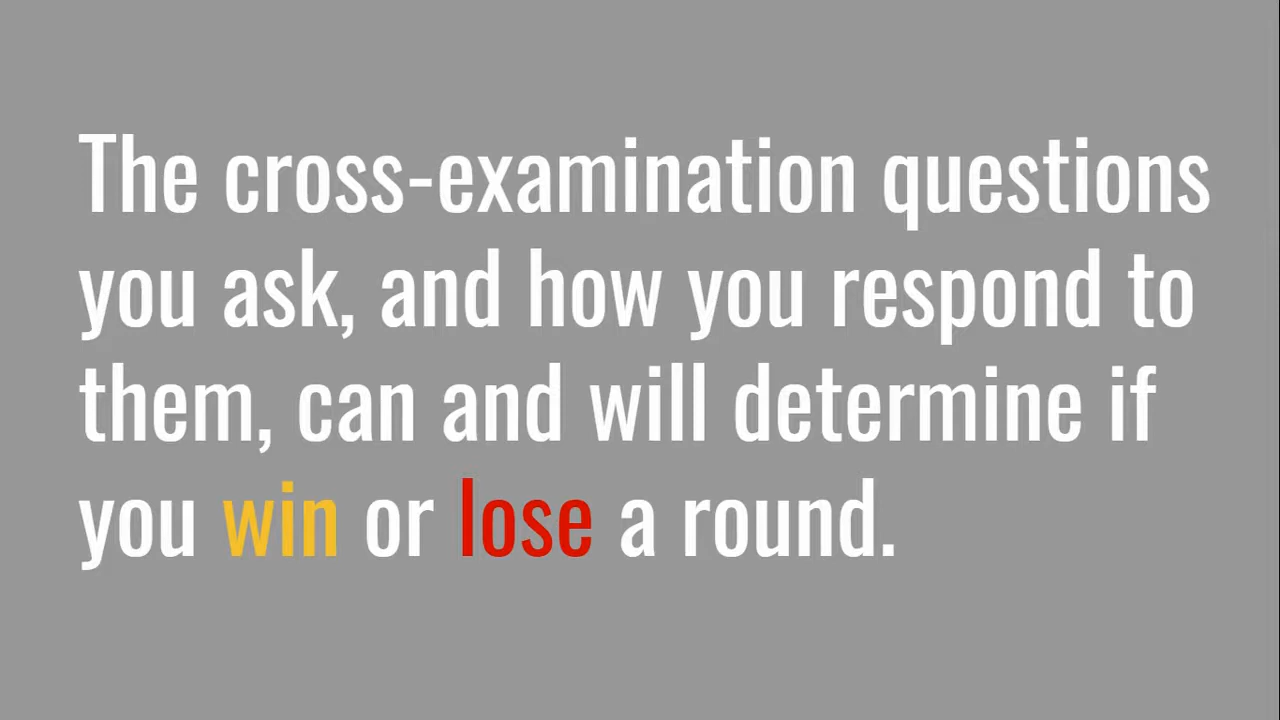 The cross-examination questions
you ask, and how you respond to
them, can and will determine if
you win or lose a round.